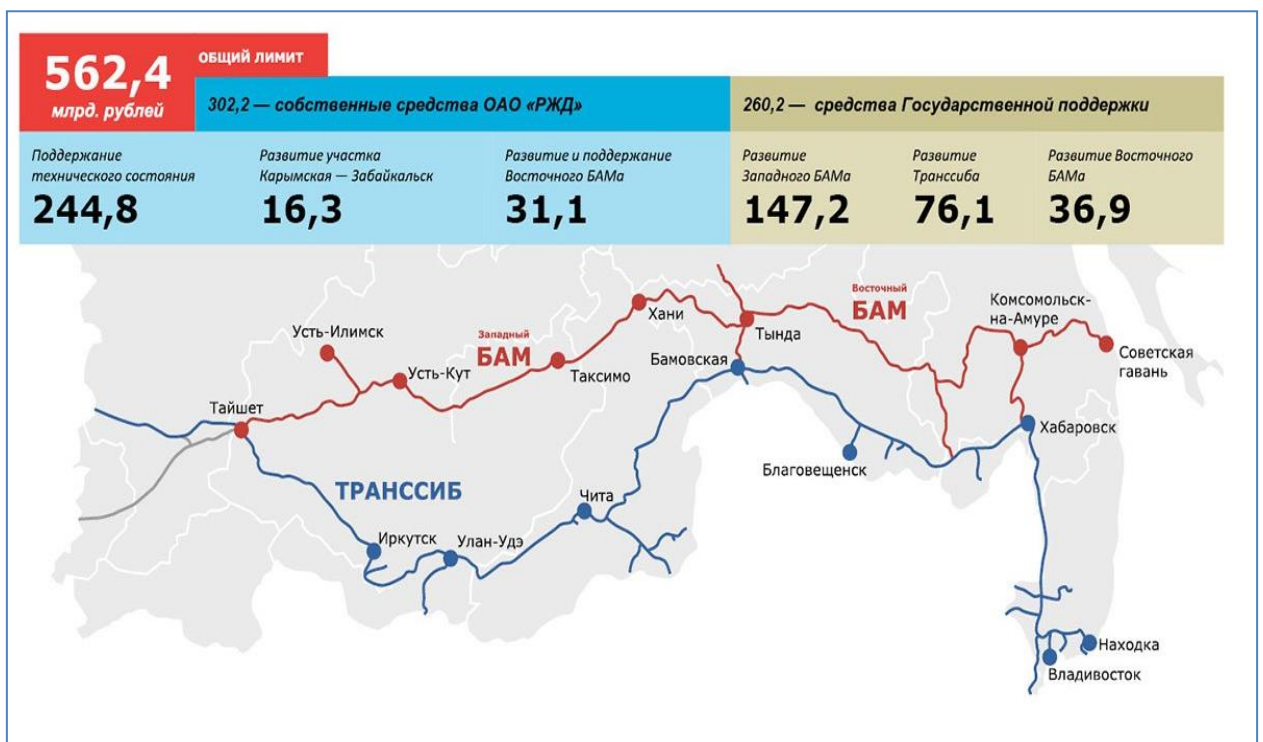 562,4
млрд. рублей
ОБЩИЙ ЛИМИТ
302,2 — собственные средства ОАО «РЖД»
260,2 — средства Государственной поддержки
Поддержание
технического состояния
244,8
Развитие участка
Карымская — Забайкальск
16,3
Развитие и поддержание
Восточного БАМа
31,1
Развитие
Западного БАМа
147,2
Развитие
Транссиба
76,1
Развитие Восточного
БАМа
36,9
Восточный
БАМ
Комсомольск-
на-Амуре
Хани
Усть-Илимск
Западный
БАМ
Тында
Бамовская
Советская
гавань
Усть-Кут
Таксимо
Тайшет
Хабаровск
Благовещенск
ТРАНССИБ
Чита
Иркутск
Улан-Удэ
Находка
Владивосток